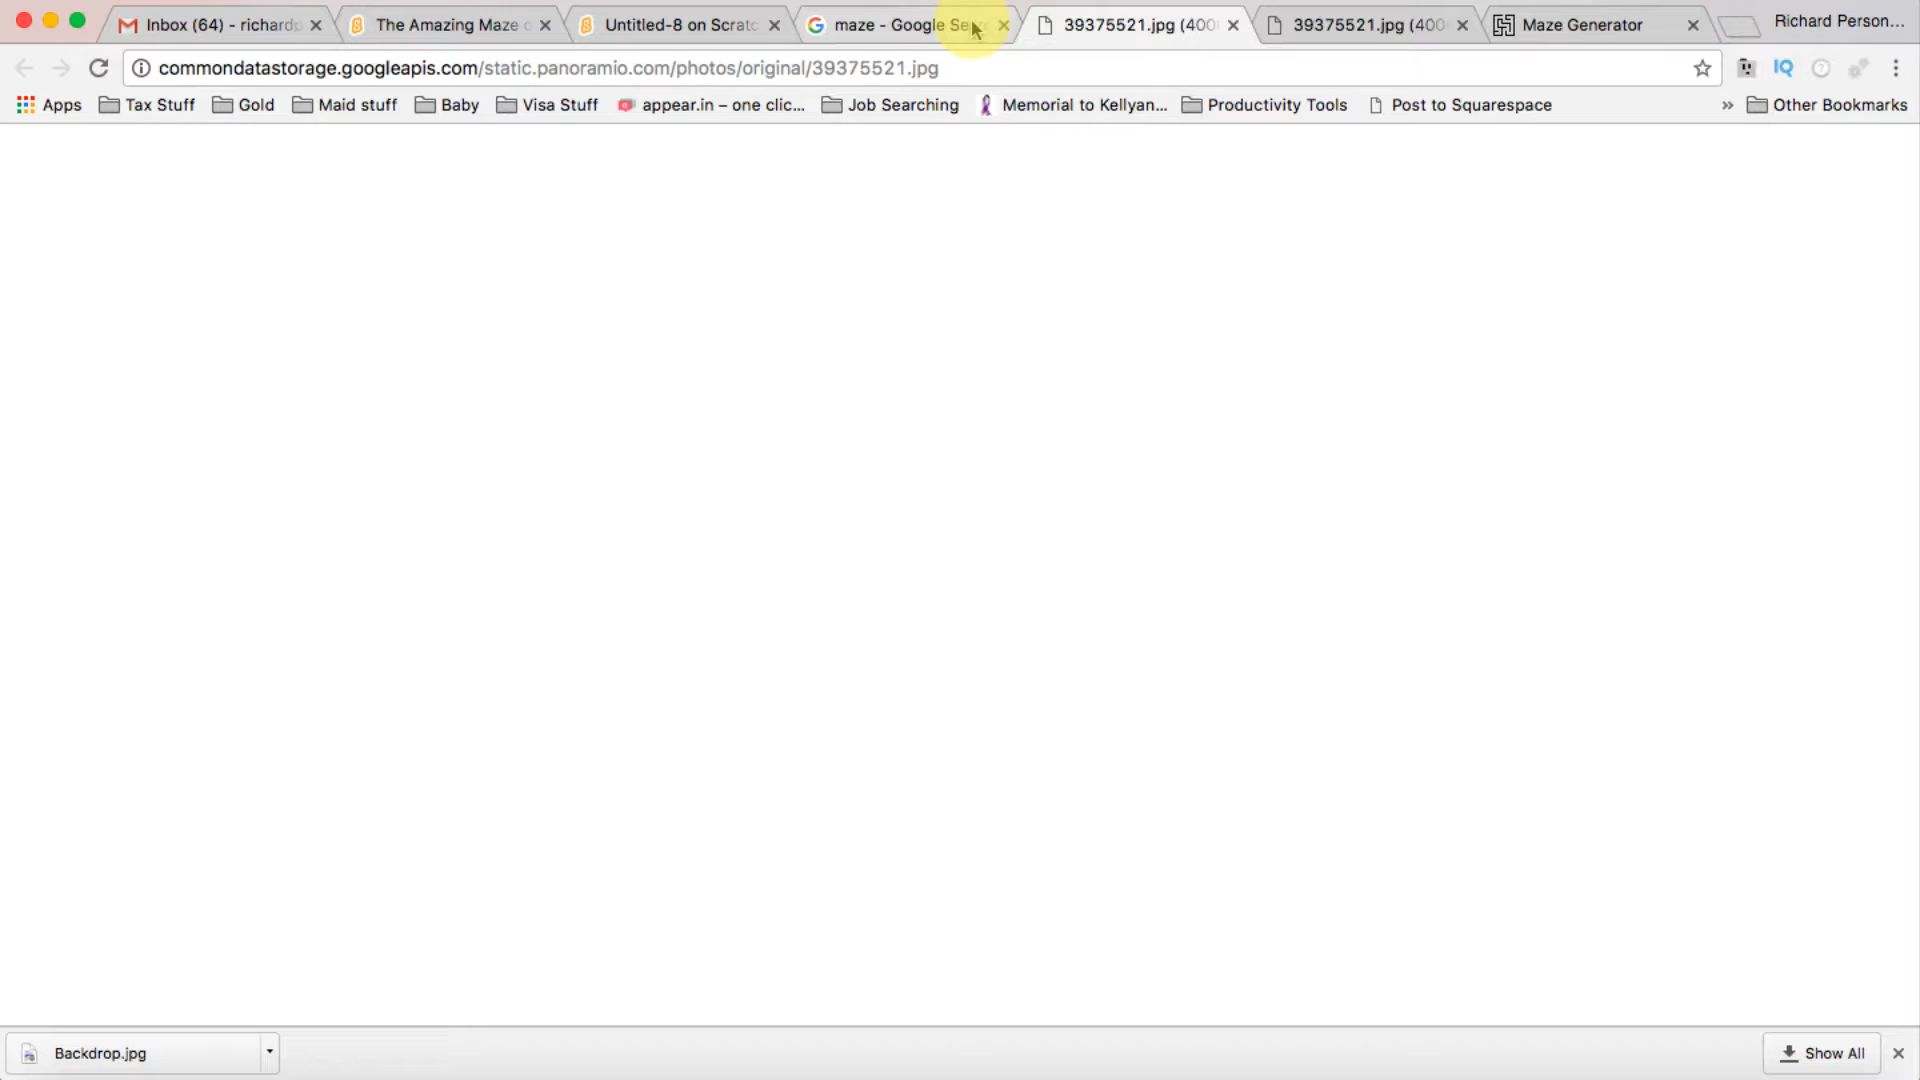 Inbox (64) - richardp
The Amazing Maze
Untitled-8 on Scratc
maze - Google Se
39375521.jpg (400
39375521.jpg (400
Maze Generator
Richard Person...
commondatastorage.googleapis.com/static.panoramio.com/photos/original/39375521.jpg
IQ
Apps
Tax Stuff
Gold
Maid stuff
Baby
Visa Stuff
appear.in – one clic...
Job Searching
Memorial to Kellyan...
Productivity Tools
Post to Squarespace
»
Other Bookmarks
Backdrop.jpg
Show All